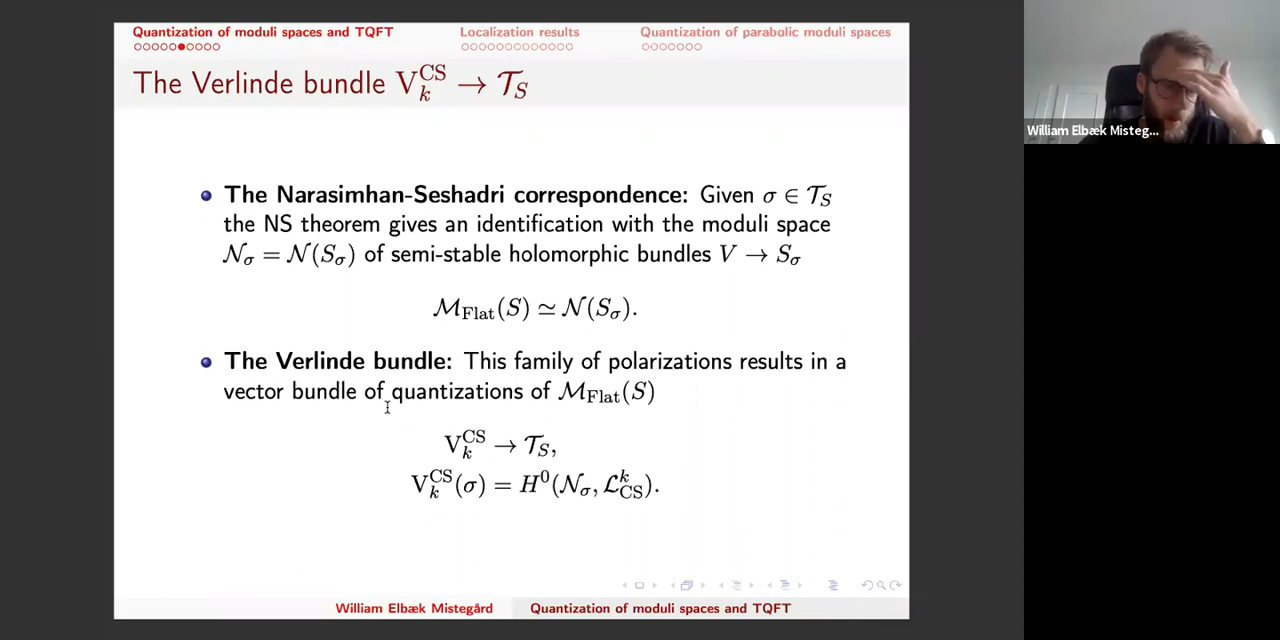 Quantization of moduli spaces and TQFT Localization results Quantization of parabolic moduli spaces
The Verlinde bundle V_k^CS → 𝒯_S
The Narasimhan-Seshadri correspondence: Given σ ∈ 𝒯_S
the NS theorem gives an identification with the moduli space
𝒩_σ = 𝒩(S_σ) of semi-stable holomorphic bundles V → S_σ
ℳ_Flat(S) ≃ 𝒩(S_σ).
The Verlinde bundle: This family of polarizations results in a
vector bundle of quantizations of ℳ_Flat(S)
V_k^CS → 𝒯_S,
V_k^CS(σ) = H^0(𝒩_σ, ℒ_CS^k).
William Elbæk Mistegård Quantization of moduli spaces and TQFT
William Elbæk Misteg...